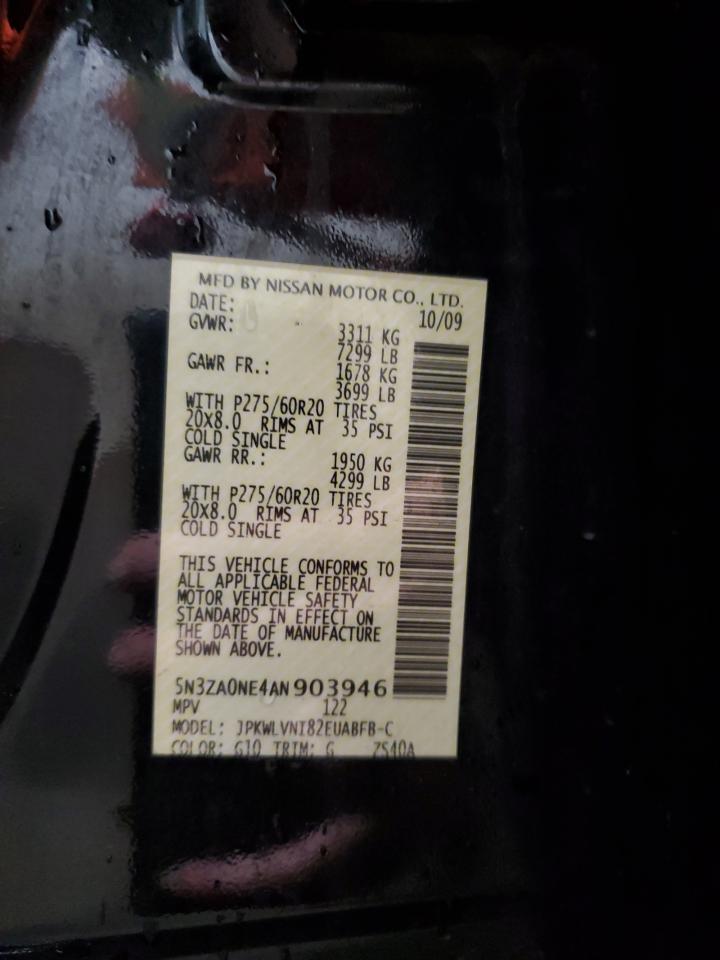 MFD BY NISSAN MOTOR CO., LTD.
DATE: 10/09
GVWR: 3311 KG
7299 LB
GAWR FR.: 1678 KG
3699 LB
WITH P275/60R20 TIRES
20X8.0 RIMS AT 35 PSI
COLD SINGLE
GAWR RR.: 1950 KG
4299 LB
WITH P275/60R20 TIRES
20X8.0 RIMS AT 35 PSI
COLD SINGLE
THIS VEHICLE CONFORMS TO
ALL APPLICABLE FEDERAL
MOTOR VEHICLE SAFETY
STANDARDS IN EFFECT ON
THE DATE OF MANUFACTURE
SHOWN ABOVE.
5N3ZA0NE4AN903946
MPV 122
MODEL: JPKWLVNI82EUABFB-C
COLOR: G10 TRIM: G ZS40A